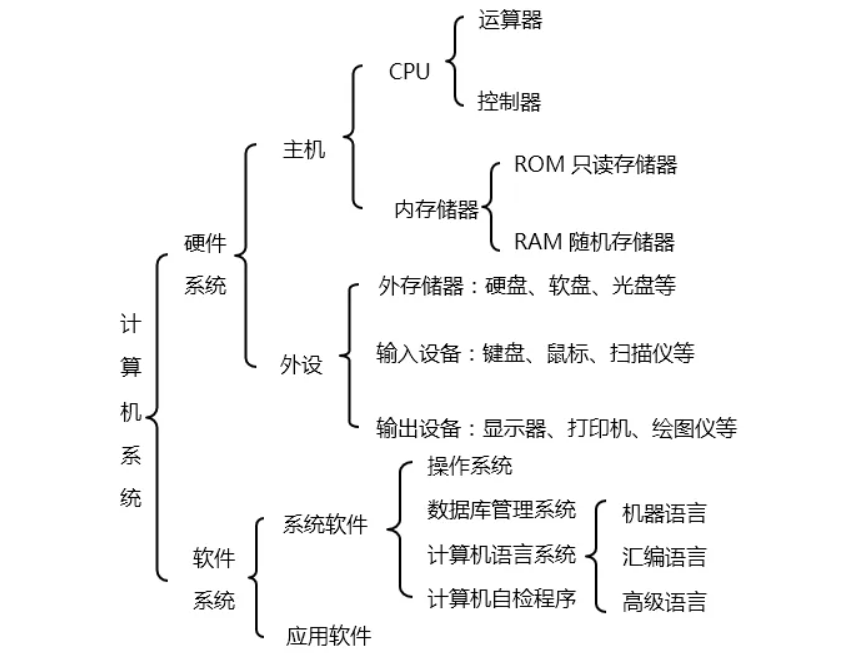 计算机系统
硬件
系统
主机
CPU
运算器
控制器
内存储器
ROM 只读存储器
RAM 随机存储器
外设
外存储器：硬盘、软盘、光盘等
输入设备：键盘、鼠标、扫描仪等
输出设备：显示器、打印机、绘图仪等
软件
系统
系统软件
操作系统
数据库管理系统
计算机语言系统
机器语言
汇编语言
高级语言
计算机自检程序
应用软件